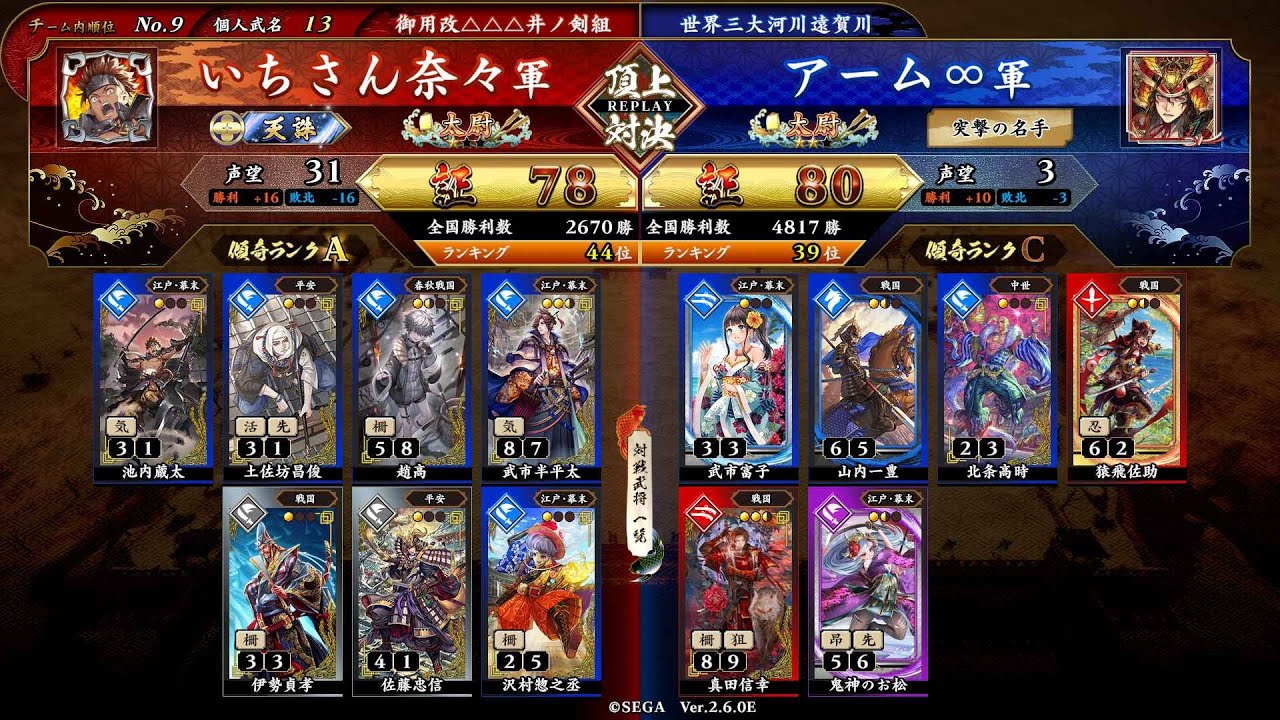 チーム内順位 No.9 個人武名 13 御用改△△△井ノ剣組
世界三大河川遠賀川
いちさん奈々軍
頂上
REPLAY
対決
アーム∞軍
天誅
太尉
太尉
突撃の名手
声望 31
勝利 +16 敗北 -16
証 78
証 80
声望 3
勝利 +10 敗北 -3
全国勝利数 2670勝
全国勝利数 4817勝
傾奇ランクA
ランキング 44位
ランキング 39位
傾奇ランクC
江戸・幕末
気
3 1
池内蔵太
平安
活 先
3 1
土佐坊昌俊
春秋戦国
柵
5 8
趙高
江戸・幕末
気
8 7
武市半平太
江戸・幕末
3 3
武市富子
戦国
6 5
山内一豊
中世
2 3
北条高時
戦国
忍
6 2
猿飛佐助
対戦武将一覧
戦国
柵
3 3
伊勢貞孝
平安
4 1
佐藤忠信
江戸・幕末
柵
2 5
沢村惣之丞
戦国
柵 狙
8 9
真田信幸
江戸・幕末
昂 先
5 6
鬼神のお松
©SEGA Ver.2.6.0E